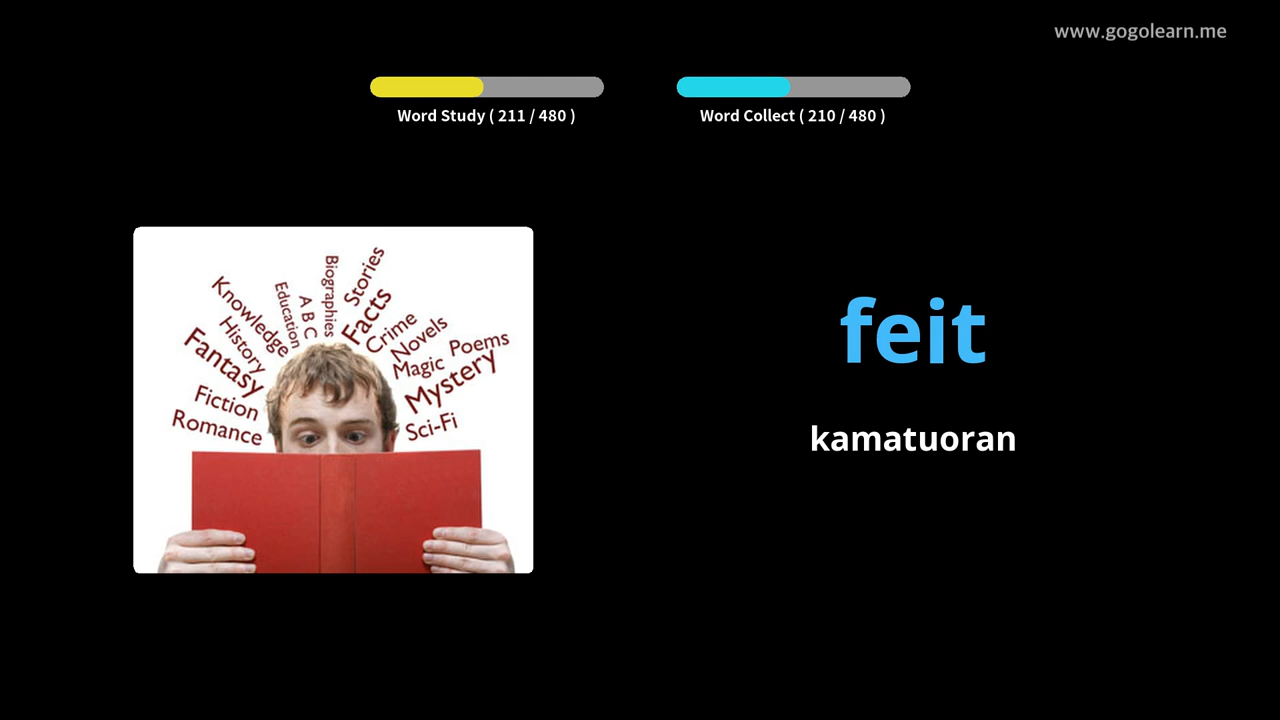 www.gogolearn.me
Word Study ( 211 / 480 )
Word Collect ( 210 / 480 )
Romance
Fiction
Fantasy
History
Knowledge
Education
A B C
Biographies
Stories
Facts
Crime
Novels
Magic
Poems
Mystery
Sci-Fi
feit
kamatuoran